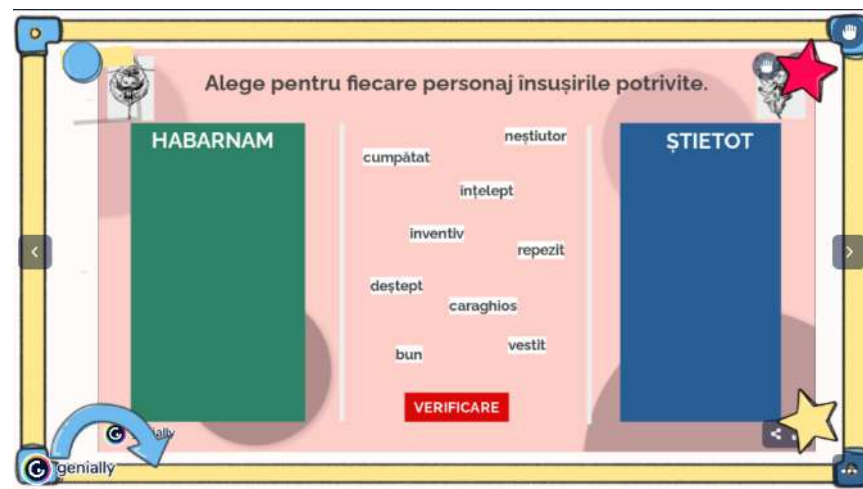 Alege pentru fiecare personaj însușirile potrivite.
HABARNAM
ȘTIETOT
neștiutor
cumpătat
înțelept
inventiv
repezit
deștept
caraghios
vestit
bun
VERIFICARE
genially